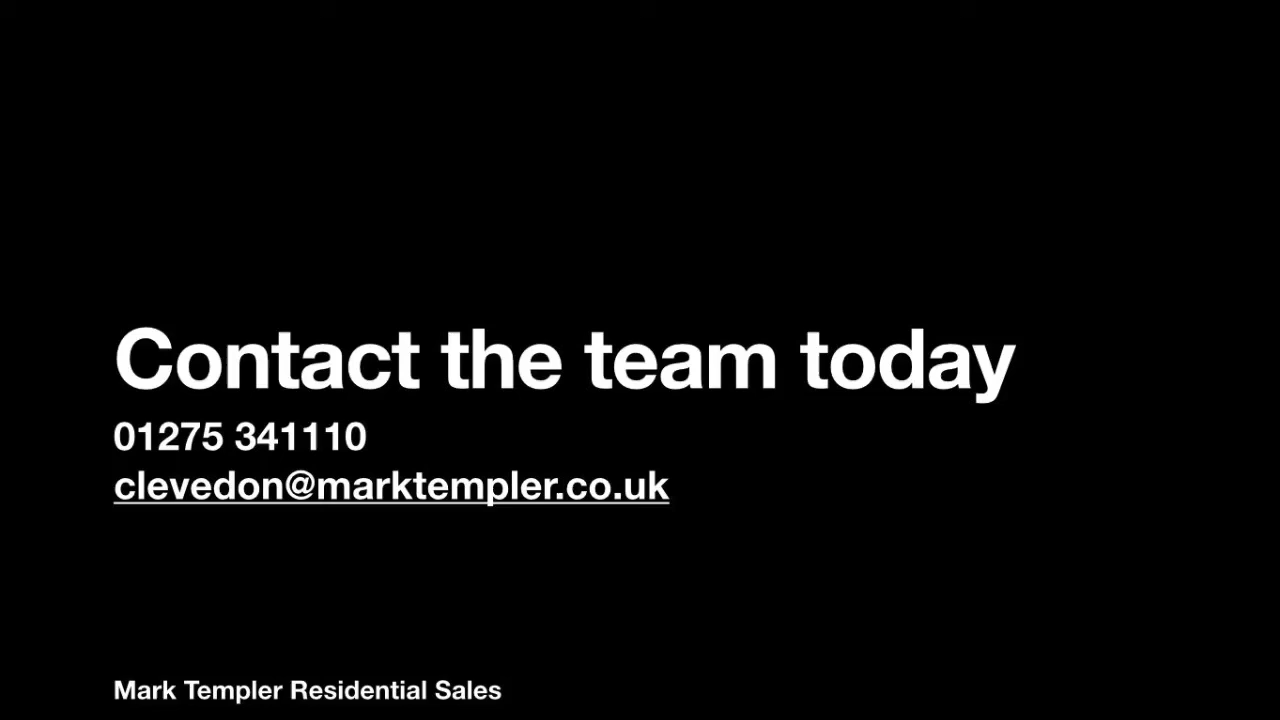 Contact the team today
01275 341110
clevedon@marktempler.co.uk
Mark Templer Residential Sales